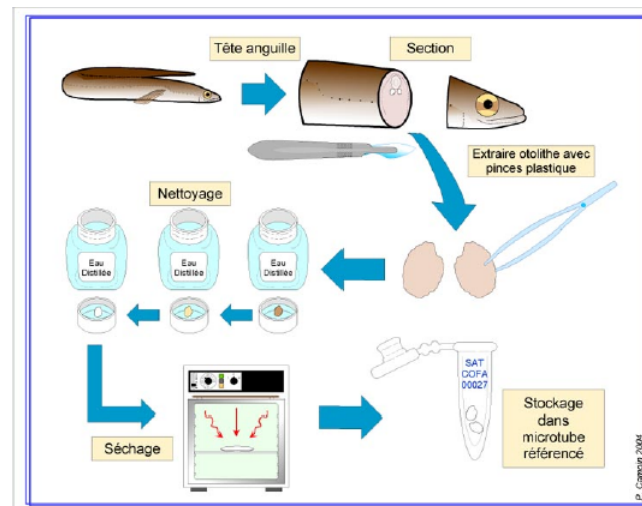 Tête anguille
Section
Extraire otolithe avec
pinces plastique
Nettoyage
Eau
Distillée
Eau
Distillée
Eau
Distillée
SAT
COFA
00027
Séchage
Stockage
dans
microtube
référencé
P. Campin 2004